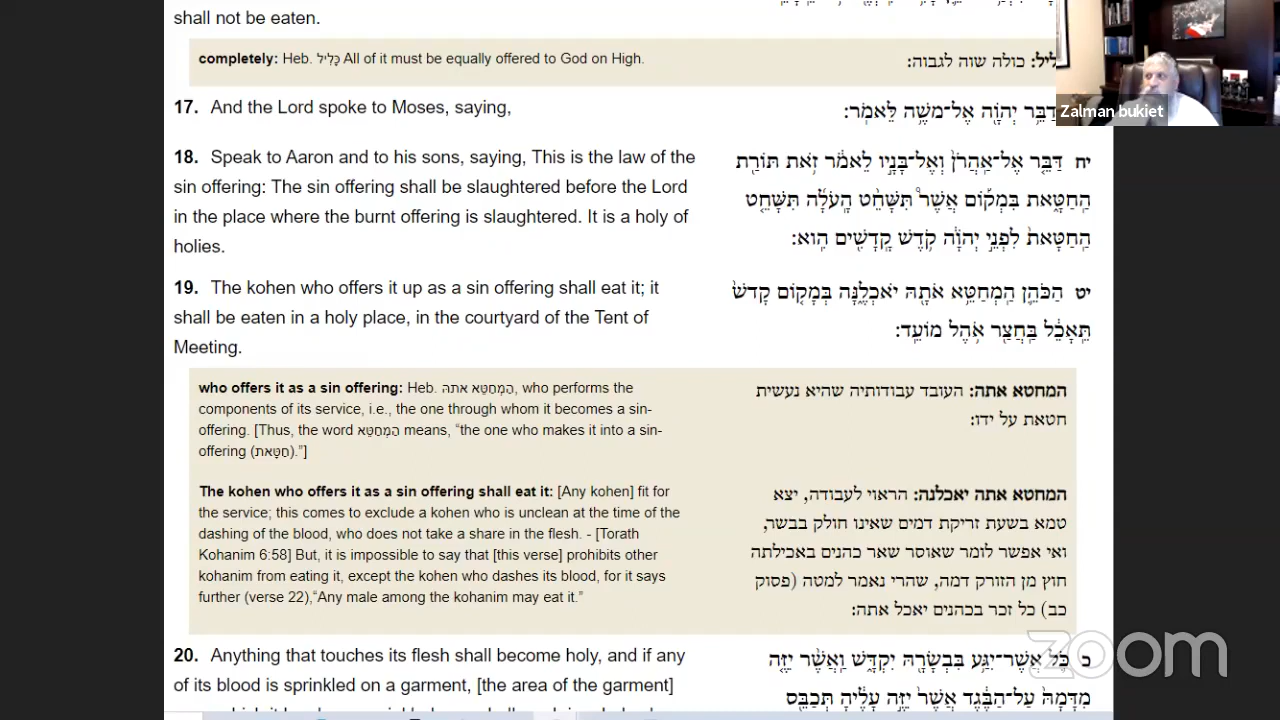 shall not be eaten.
completely: Heb. כָּלִיל All of it must be equally offered to God on High.
כולה שוה לגבוה:
17. And the Lord spoke to Moses, saying,
יְהֹוָ֖ה אֶל־משֶׁ֥ה לֵּאמֹֽר:
Zalman bukiet
18. Speak to Aaron and to his sons, saying, This is the law of the
sin offering: The sin offering shall be slaughtered before the Lord
in the place where the burnt offering is slaughtered. It is a holy of
holies.
יח דַּבֵּ֤ר אֶל־אַֽהֲרֹן֙ וְאֶל־בָּנָ֣יו לֵאמֹ֔ר זֹ֥את תּוֹרַ֖ת
הַֽחַטָּ֑את בִּמְק֡וֹם אֲשֶׁר֩ תִּשָּׁחֵ֨ט הָֽעֹלָ֜ה תִּשָּׁחֵ֤ט
הַֽחַטָּאת֙ לִפְנֵ֣י יְהֹוָ֔ה קֹ֥דֶשׁ קָֽדָשִׁ֖ים הִֽוא:
19. The kohen who offers it up as a sin offering shall eat it; it
shall be eaten in a holy place, in the courtyard of the Tent of
Meeting.
יט הַכֹּהֵ֛ן הַֽמְחַטֵּ֥א אֹתָ֖הּ יֹֽאכְלֶ֑נָּה בְּמָק֤וֹם קָדשׁ֙
תֵּֽאָכֵ֔ל בַּֽחֲצַ֖ר אֹ֥הֶל מוֹעֵֽד:
who offers it as a sin offering: Heb. הַמְחַטֵּא אֹתהּ, who performs the
components of its service, i.e., the one through whom it becomes a sin-
offering. [Thus, the word הַמְחַטֵּא means, “the one who makes it into a sin-
offering (חַטָּאת).”]
המחטא אתה: העובד עבודותיה שהיא נעשית
חטאת על ידו:
The kohen who offers it as a sin offering shall eat it: [Any kohen] fit for
the service; this comes to exclude a kohen who is unclean at the time of the
dashing of the blood, who does not take a share in the flesh. - [Torath
Kohanim 6:58] But, it is impossible to say that [this verse] prohibits other
kohanim from eating it, except the kohen who dashes its blood, for it says
further (verse 22),“Any male among the kohanim may eat it.”
המחטא אתה יאכלנה: הראוי לעבודה, יצא
טמא בשעת זריקת דמים שאינו חולק בבשר,
ואי אפשר לומר שאוסר שאר כהנים באכילתה
חוץ מן הזורק דמה, שהרי נאמר למטה (פסוק
כב) כל זכר בכהנים יאכל אתה:
20. Anything that touches its flesh shall become holy, and if any
of its blood is sprinkled on a garment, [the area of the garment]
כ כֹּ֛ל אֲשֶׁר־יִגַּ֥ע בִּבְשָׂרָ֖הּ יִקְדָּ֑שׁ וַֽאֲשֶׁ֨ר יִזֶּ֤ה
מִדָּמָהּ֙ עַל־הַבֶּ֔גֶד אֲשֶׁר֙ יִזֶּ֣ה עָלֶ֔יהָ תְּכַבֵּ֖ס
zoom